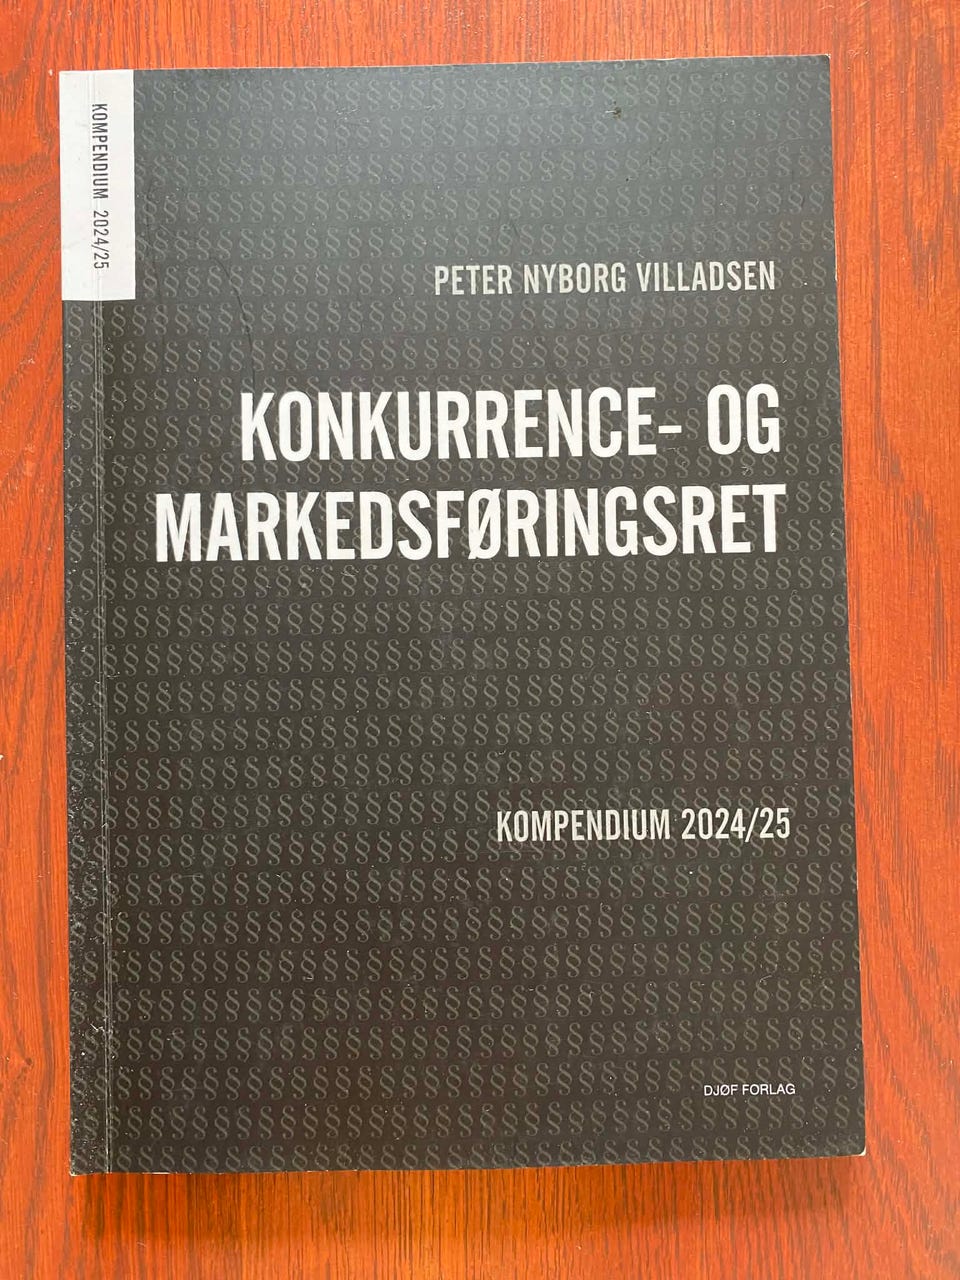 KOMPENDIUM 2024/25
PETER NYBORG VILLADSEN
KONKURRENCE- OG
MARKEDSFØRINGSRET
KOMPENDIUM 2024/25
DJØF FORLAG